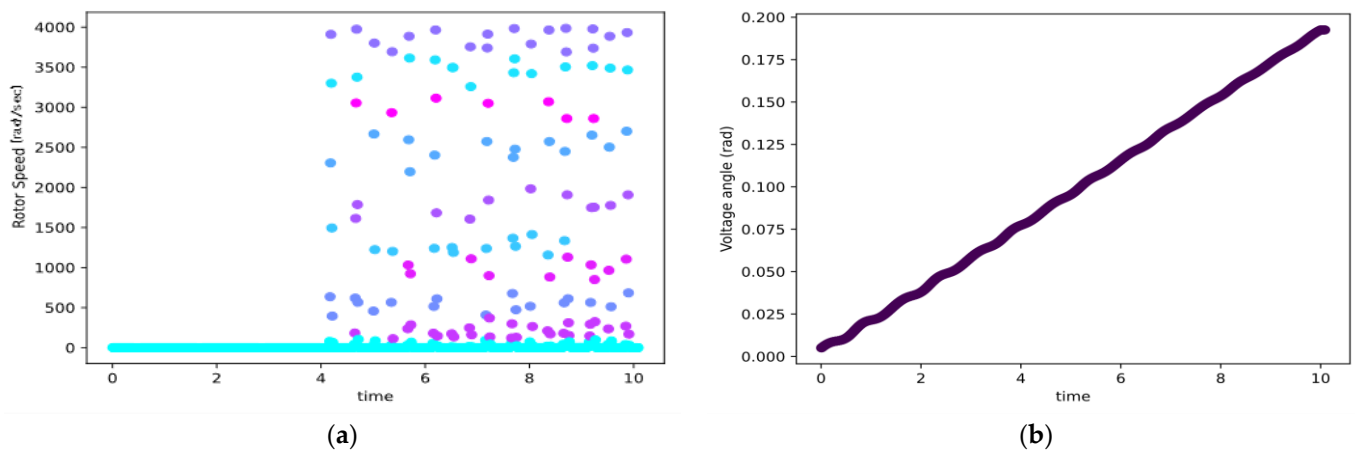 4000
3500
3000
2500
2000
1500
1000
500
0
Rotor Speed (rad/sec)
0 2 4 6 8 10
time
(a)
0.200
0.175
0.150
0.125
0.100
0.075
0.050
0.025
0.000
Voltage angle (rad)
0 2 4 6 8 10
time
(b)